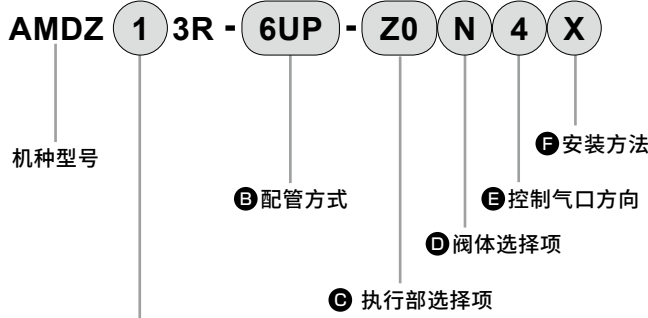 AMDZ 1 3R - 6UP - Z0 N 4 X
机种型号
F 安装方法
B 配管方式
E 控制气口方向
D 阀体选择项
C 执行部选择项